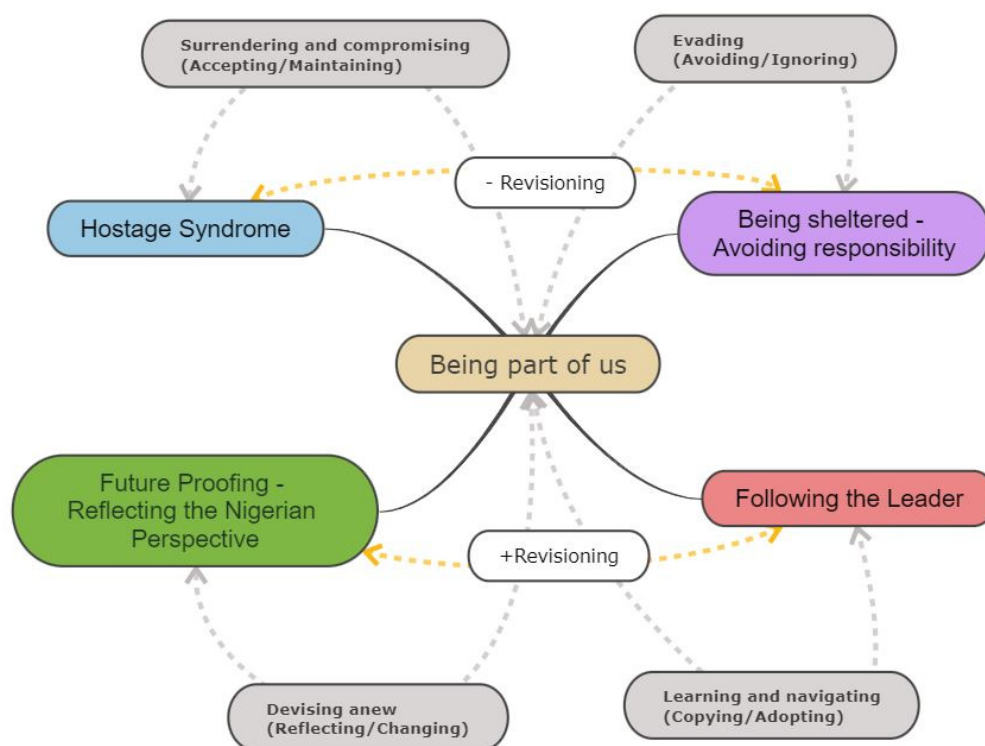 Surrendering and compromising
(Accepting/Maintaining)
Evading
(Avoiding/Ignoring)
- Revisioning
Hostage Syndrome
Being sheltered -
Avoiding responsibility
Being part of us
Future Proofing -
Reflecting the Nigerian
Perspective
Following the Leader
+Revisioning
Devising anew
(Reflecting/Changing)
Learning and navigating
(Copying/Adopting)